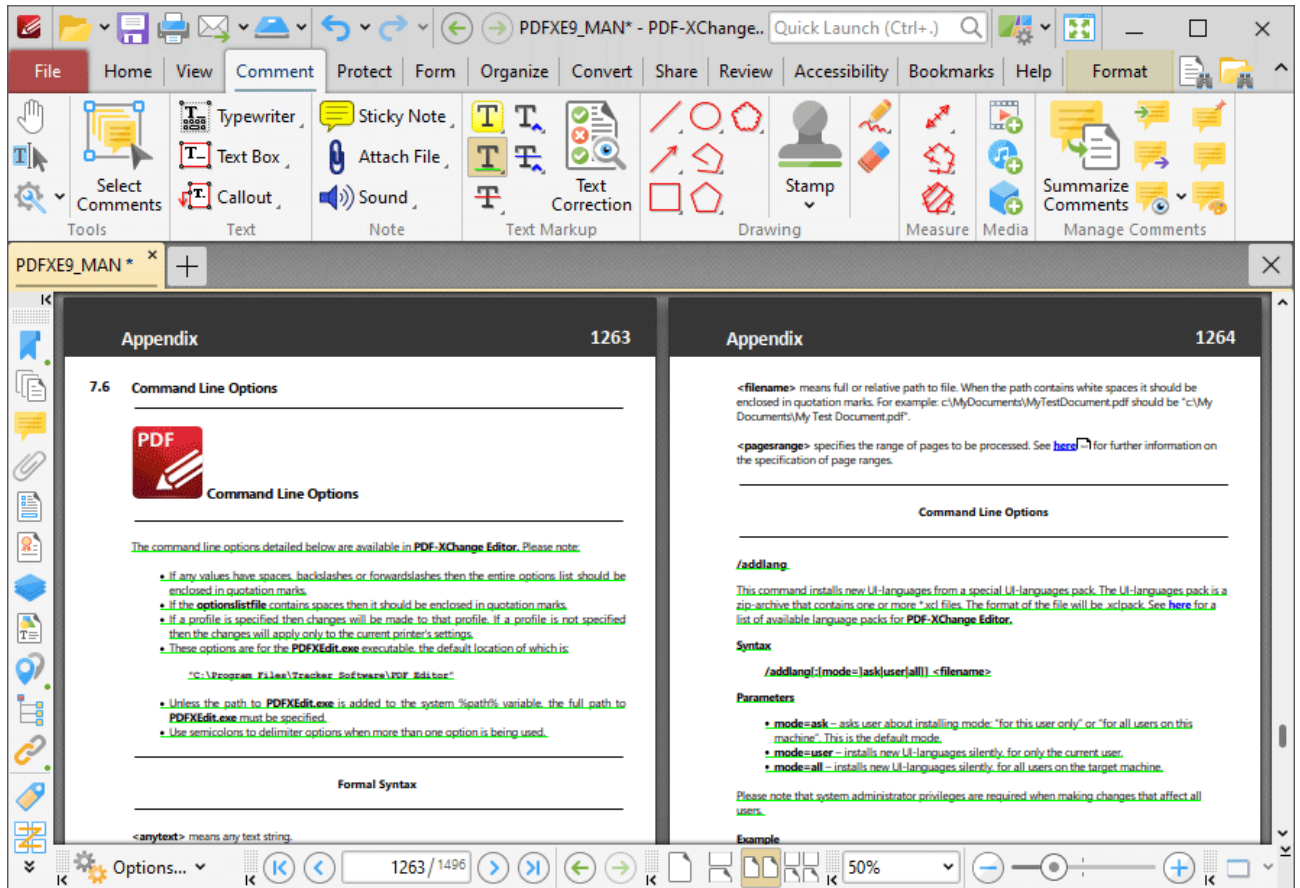 PDFXE9_MAN* - PDF-XChange..
Quick Launch (Ctrl+.)
File Home View Comment Protect Form Organize Convert Share Review Accessibility Bookmarks Help Format
Typewriter
Sticky Note
Text Box
Attach File
Callout
Sound
Select Comments
Text Correction
Stamp
Summarize Comments
Tools Text Note Text Markup Drawing Measure Media Manage Comments
PDFXE9_MAN *
Appendix 1263
7.6 Command Line Options
PDF
Command Line Options
The command line options detailed below are available in PDF-XChange Editor. Please note:
• If any values have spaces, backslashes or forwardslashes then the entire options list should be
enclosed in quotation marks.
• If the optionslistfile contains spaces then it should be enclosed in quotation marks.
• If a profile is specified then changes will be made to that profile. If a profile is not specified
then the changes will apply only to the current printer's settings.
• These options are for the PDFXEdit.exe executable, the default location of which is:
"C:\Program Files\Tracker Software\PDF Editor"
• Unless the path to PDFXEdit.exe is added to the system %path% variable, the full path to
PDFXEdit.exe must be specified.
• Use semicolons to delimiter options when more than one option is being used.
Formal Syntax
<anytext> means any text string.
Appendix 1264
<filename> means full or relative path to file. When the path contains white spaces it should be
enclosed in quotation marks. For example: c:\MyDocuments\MyTestDocument.pdf should be "c:\My
Documents\My Test Document.pdf".
<pagesrange> specifies the range of pages to be processed. See here for further information on
the specification of page ranges.
Command Line Options
/addlang
This command installs new UI-languages from a special UI-languages pack. The UI-languages pack is a
zip-archive that contains one or more *.xcl files. The format of the file will be .xclpack. See here for a
list of available language packs for PDF-XChange Editor.
Syntax
/addlang[:[mode=]ask|user|all]] <filename>
Parameters
• mode=ask – asks user about installing mode: "for this user only" or "for all users on this
machine". This is the default mode.
• mode=user – installs new UI-languages silently, for only the current user.
• mode=all – installs new UI-languages silently, for all users on the target machine.
Please note that system administrator privileges are required when making changes that affect all
users.
Example
Options...
1263 / 1496
50%